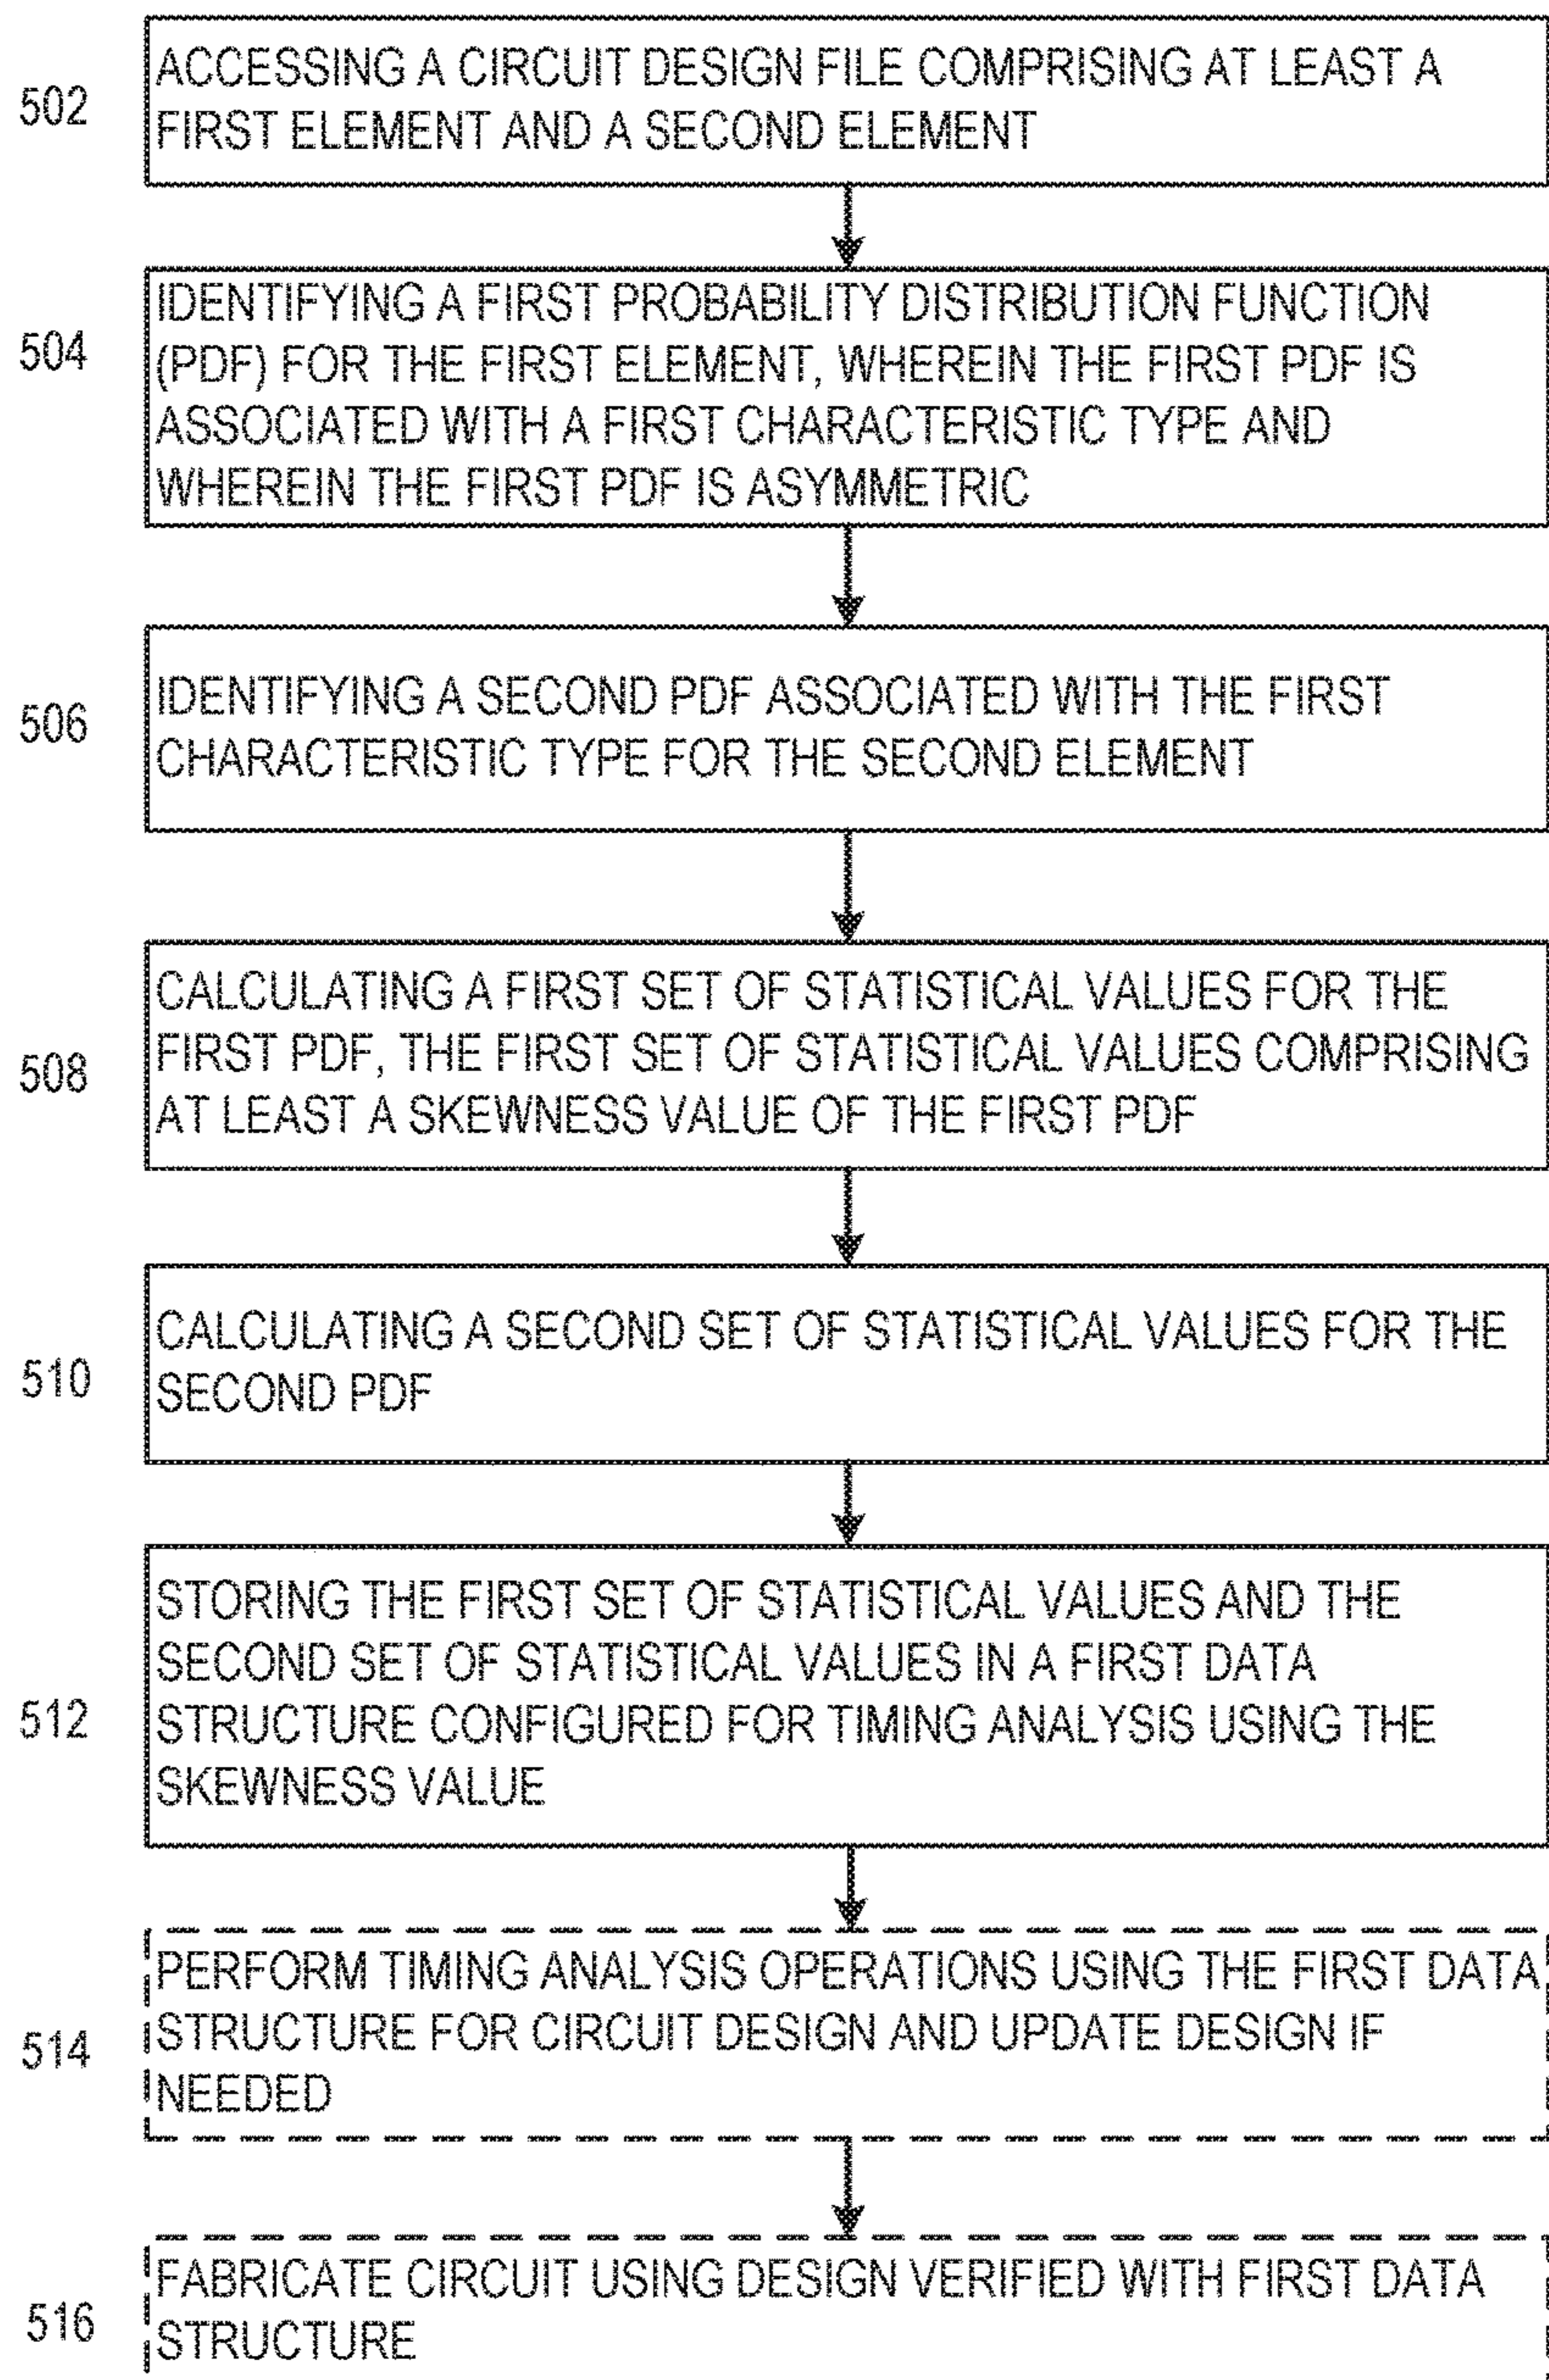 502
ACCESSING A CIRCUIT DESIGN FILE COMPRISING AT LEAST A
FIRST ELEMENT AND A SECOND ELEMENT
504
IDENTIFYING A FIRST PROBABILITY DISTRIBUTION FUNCTION
(PDF) FOR THE FIRST ELEMENT, WHEREIN THE FIRST PDF IS
ASSOCIATED WITH A FIRST CHARACTERISTIC TYPE AND
WHEREIN THE FIRST PDF IS ASYMMETRIC
506
IDENTIFYING A SECOND PDF ASSOCIATED WITH THE FIRST
CHARACTERISTIC TYPE FOR THE SECOND ELEMENT
508
CALCULATING A FIRST SET OF STATISTICAL VALUES FOR THE
FIRST PDF, THE FIRST SET OF STATISTICAL VALUES COMPRISING
AT LEAST A SKEWNESS VALUE OF THE FIRST PDF
510
CALCULATING A SECOND SET OF STATISTICAL VALUES FOR THE
SECOND PDF
512
STORING THE FIRST SET OF STATISTICAL VALUES AND THE
SECOND SET OF STATISTICAL VALUES IN A FIRST DATA
STRUCTURE CONFIGURED FOR TIMING ANALYSIS USING THE
SKEWNESS VALUE
514
PERFORM TIMING ANALYSIS OPERATIONS USING THE FIRST DATA
STRUCTURE FOR CIRCUIT DESIGN AND UPDATE DESIGN IF
NEEDED
516
FABRICATE CIRCUIT USING DESIGN VERIFIED WITH FIRST DATA
STRUCTURE